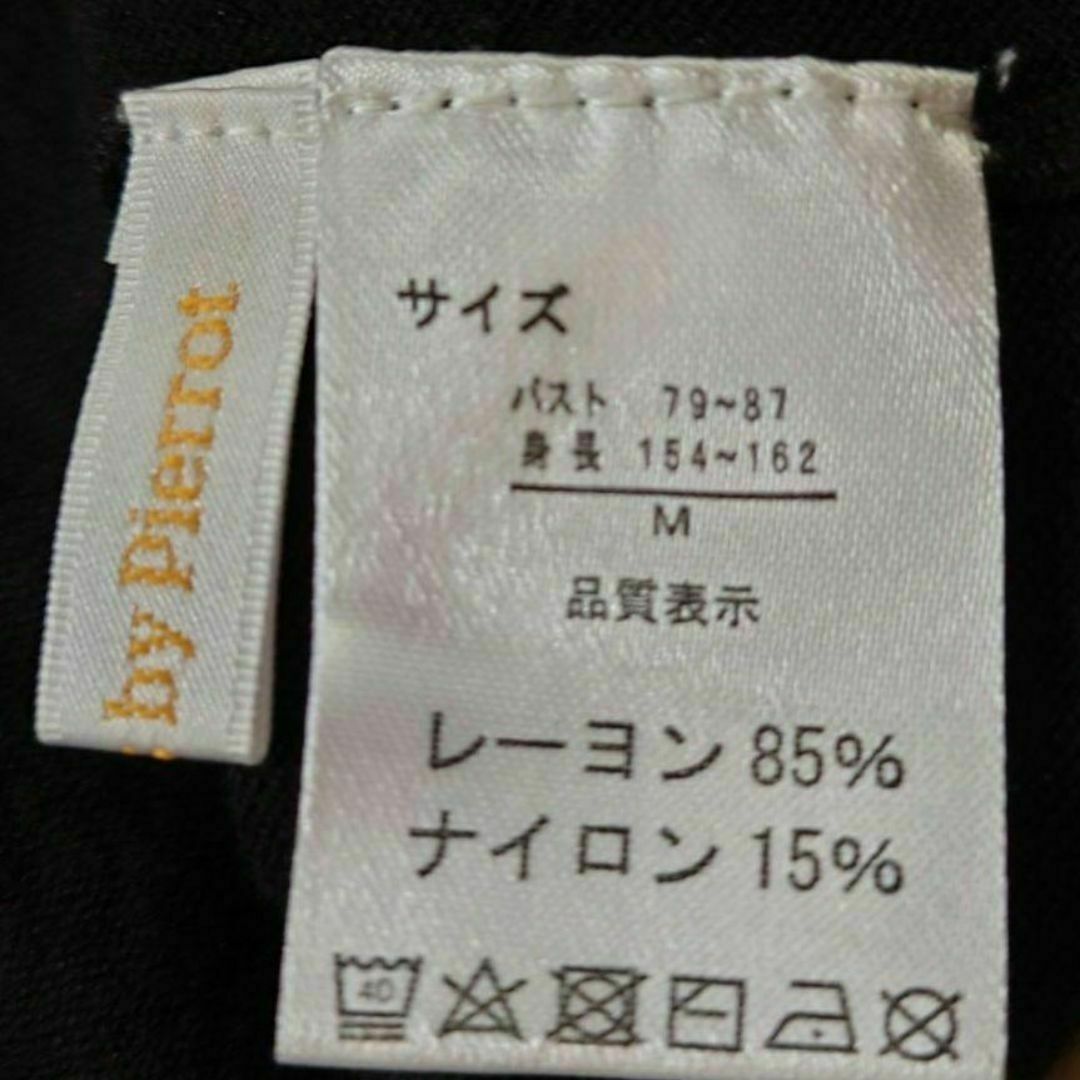 by pierrot
サイズ
バスト 79~87
身長 154~162
M
品質表示
レーヨン 85%
ナイロン 15%
40